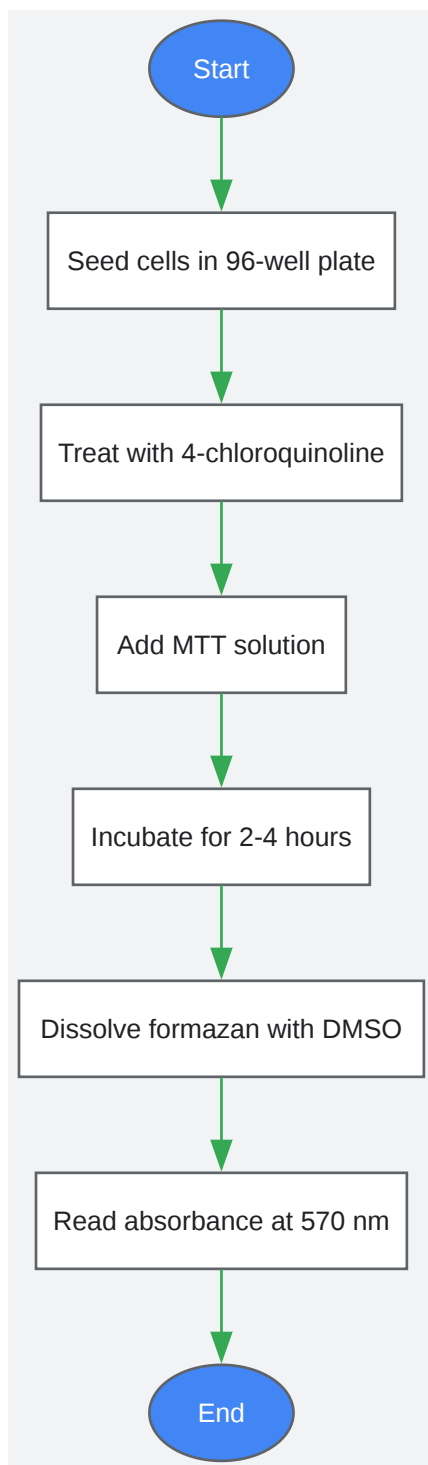 Start
Seed cells in 96-well plate
Treat with 4-chloroquinoline
Add MTT solution
Incubate for 2-4 hours
Dissolve formazan with DMSO
Read absorbance at 570 nm
End